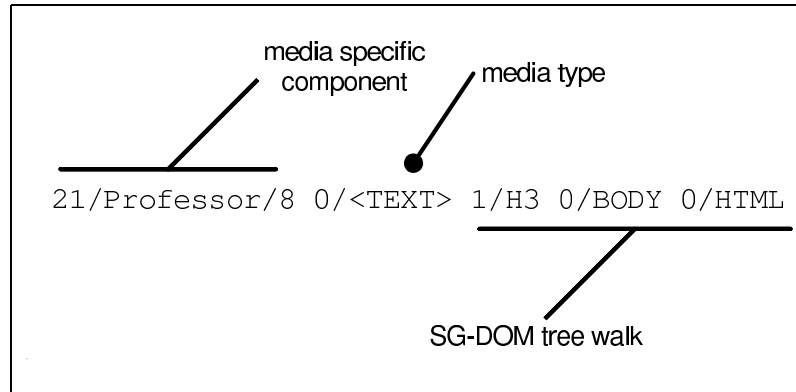 media specific
component
media type
21/Professor/8 0/<TEXT> 1/H3 0/BODY 0/HTML
SG-DOM tree walk